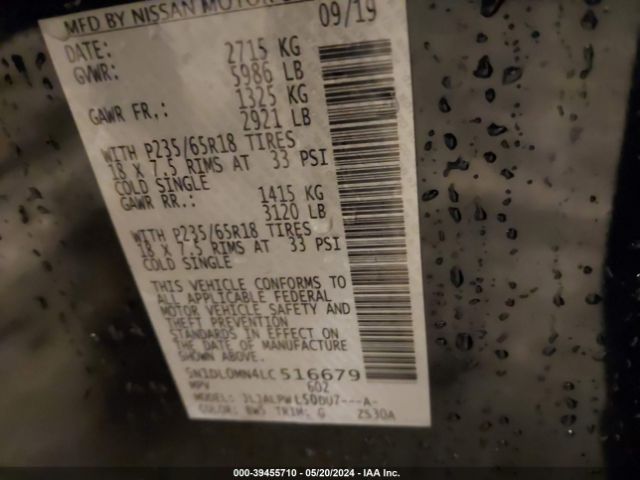 MFD BY NISSAN MOTOR
DATE: 09/19
GVWR: 2715 KG
5986 LB
GAWR FR.: 1325 KG
2921 LB
WITH P235/65R18 TIRES
18 X 7.5 RIMS AT 33 PSI
COLD SINGLE
GAWR RR.: 1415 KG
3120 LB
WITH P235/65R18 TIRES
18 X 7.5 RIMS AT 33 PSI
COLD SINGLE
THIS VEHICLE CONFORMS TO
ALL APPLICABLE FEDERAL
MOTOR VEHICLE SAFETY AND
THEFT PREVENTION
STANDARDS IN EFFECT ON
THE DATE OF MANUFACTURE
SHOWN ABOVE.
5N1DL0MN4LC516679
MPV 602
MODEL: A-
COLOR: TRIM: G 2530A
000-39455710 - 05/20/2024 - IAA Inc.